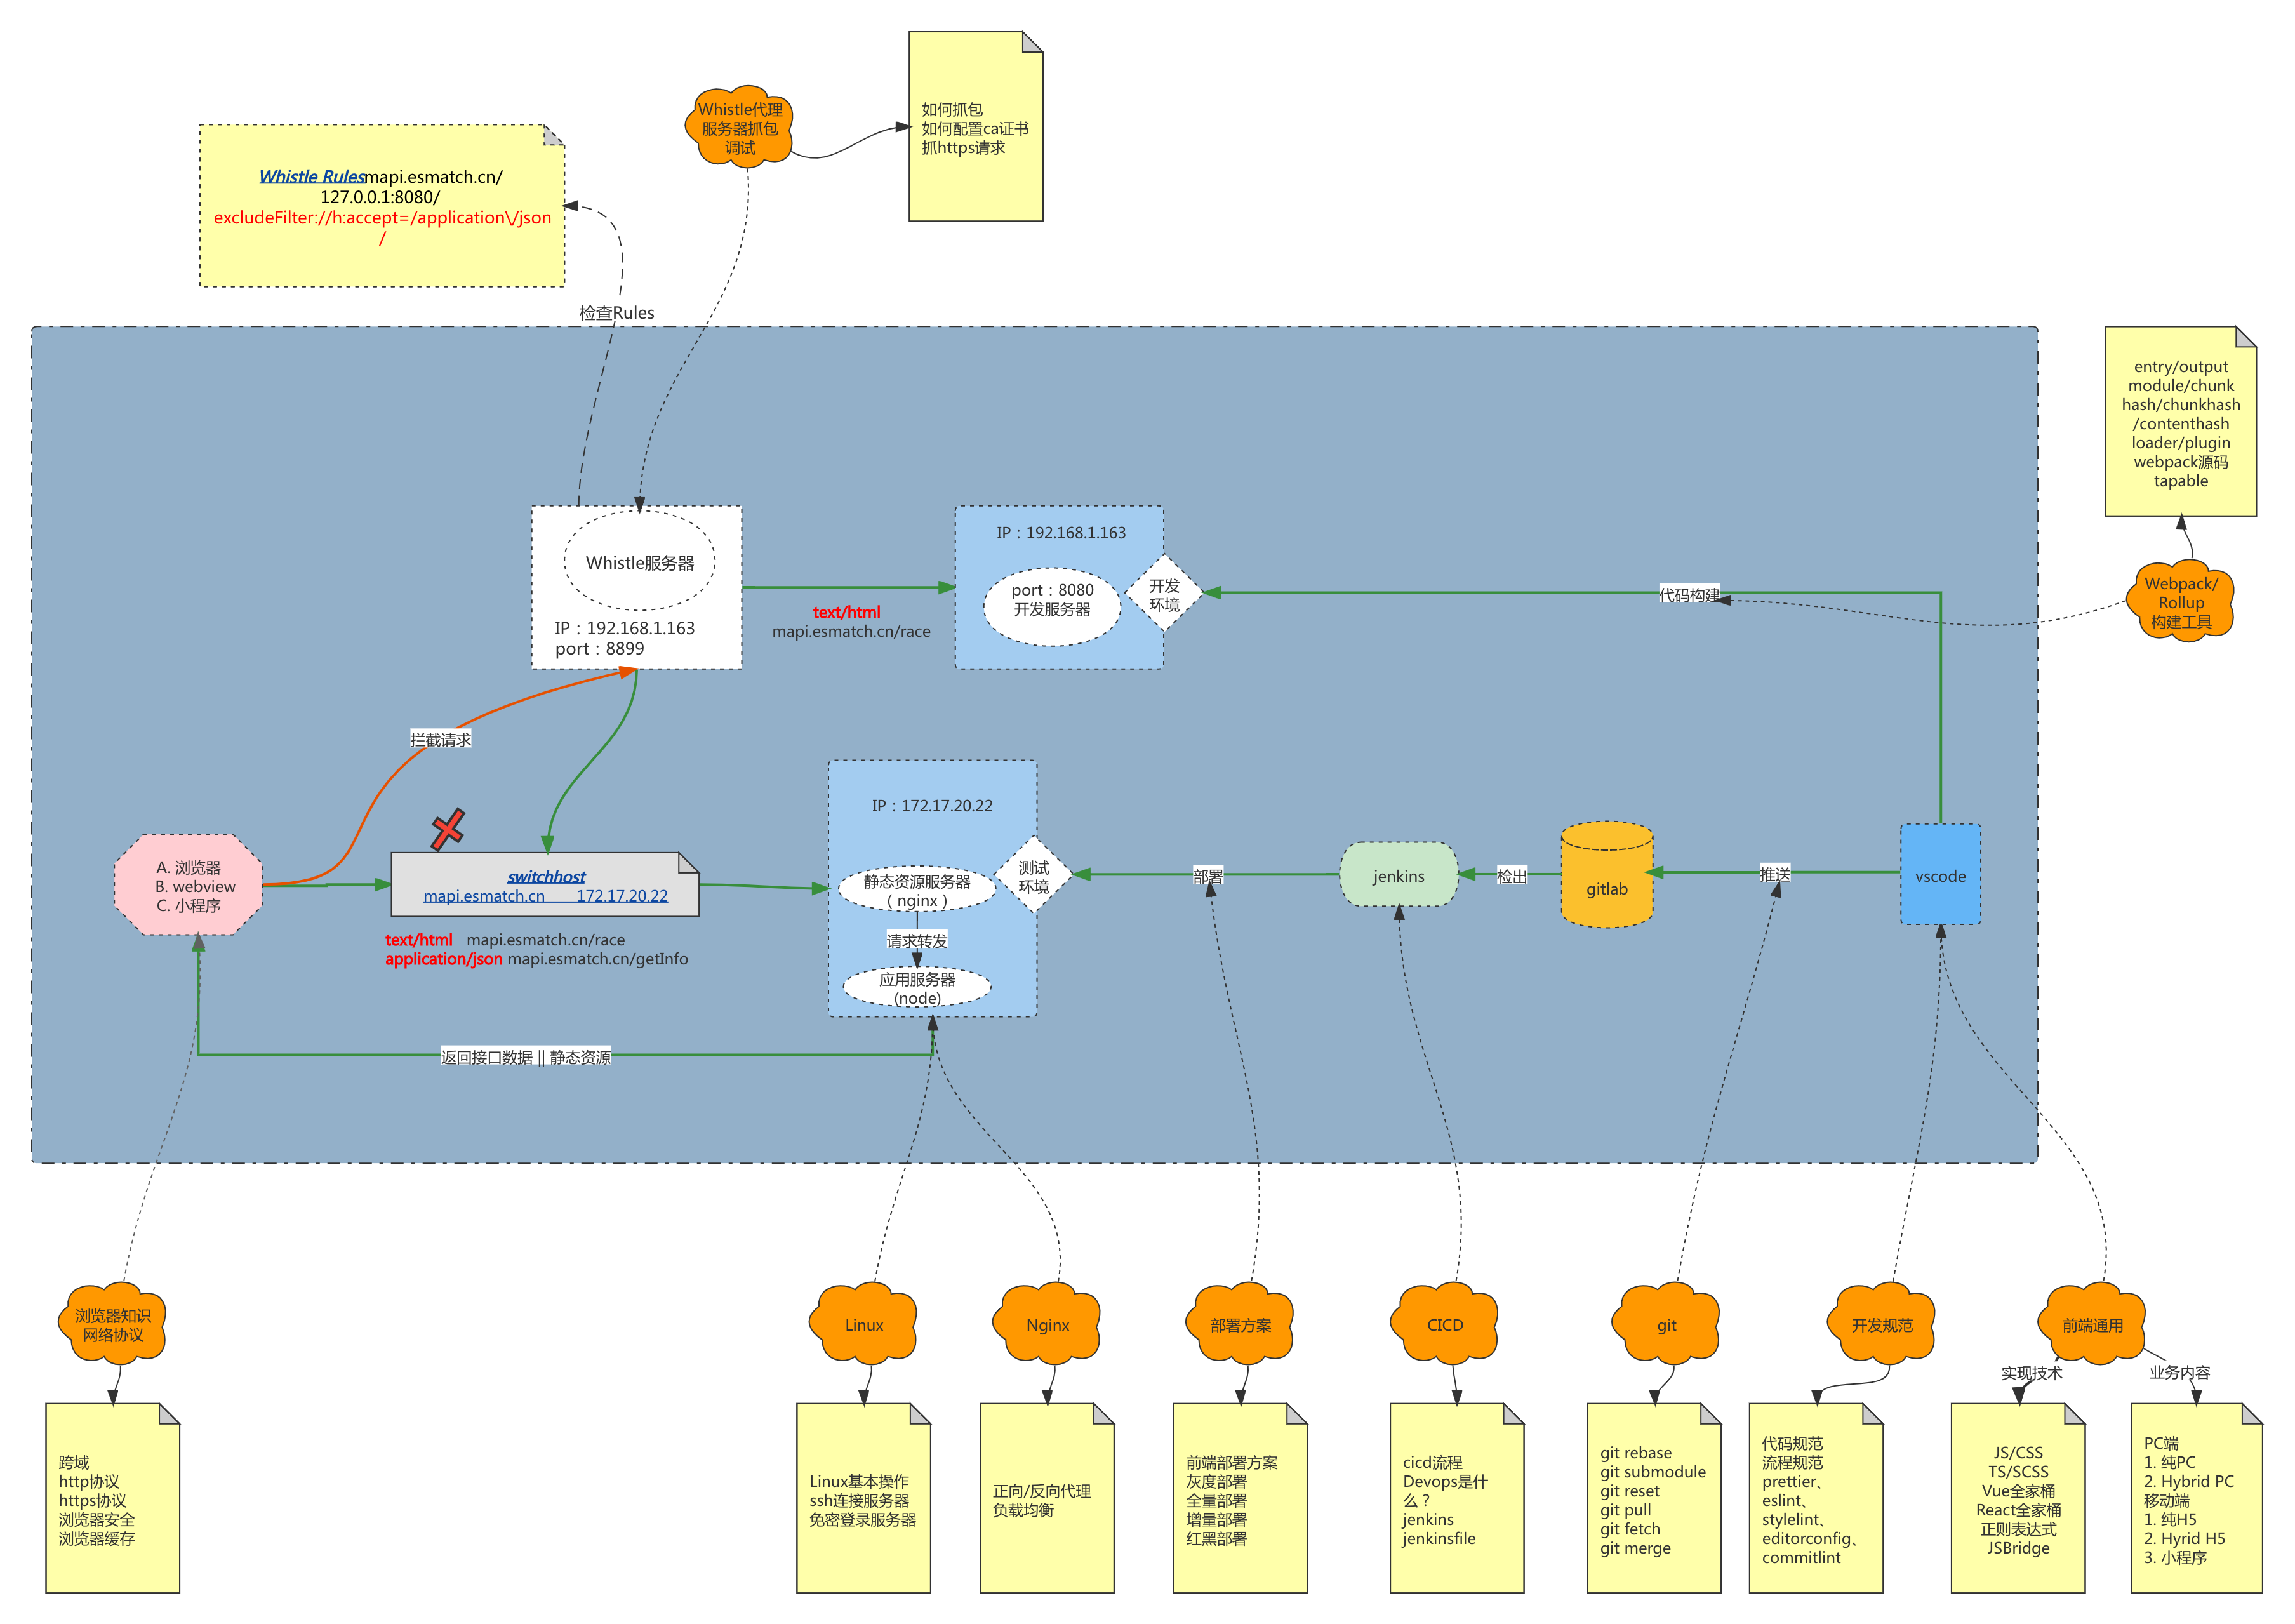 Whistle代理
服务器抓包
调试
如何抓包
如何配置ca证书
抓https请求
Whistle Rulesmapi.esmatch.cn/
127.0.0.1:8080/
excludeFilter://h:accept=/application\/json
/
检查Rules
entry/output
module/chunk
hash/chunkhash
/contenthash
loader/plugin
webpack源码
tapable
Webpack/
Rollup
构建工具
Whistle服务器
IP：192.168.1.163
port：8899
text/html
mapi.esmatch.cn/race
IP：192.168.1.163
port：8080
开发服务器
开发
环境
代码构建
拦截请求
A. 浏览器
B. webview
C. 小程序
switchhost
mapi.esmatch.cn 172.17.20.22
text/html mapi.esmatch.cn/race
application/json mapi.esmatch.cn/getInfo
IP：172.17.20.22
静态资源服务器
（nginx）
请求转发
应用服务器
(node)
测试
环境
部署
jenkins
检出
gitlab
推送
vscode
返回接口数据 || 静态资源
浏览器知识
网络协议
Linux
Nginx
部署方案
CICD
git
开发规范
前端通用
实现技术
业务内容
跨域
http协议
https协议
浏览器安全
浏览器缓存
Linux基本操作
ssh连接服务器
免密登录服务器
正向/反向代理
负载均衡
前端部署方案
灰度部署
全量部署
增量部署
红黑部署
cicd流程
Devops是什
么？
jenkins
jenkinsfile
git rebase
git submodule
git reset
git pull
git fetch
git merge
代码规范
流程规范
prettier、
eslint、
stylelint、
editorconfig、
commitlint
JS/CSS
TS/SCSS
Vue全家桶
React全家桶
正则表达式
JSBridge
PC端
1. 纯PC
2. Hybrid PC
移动端
1. 纯H5
2. Hyrid H5
3. 小程序